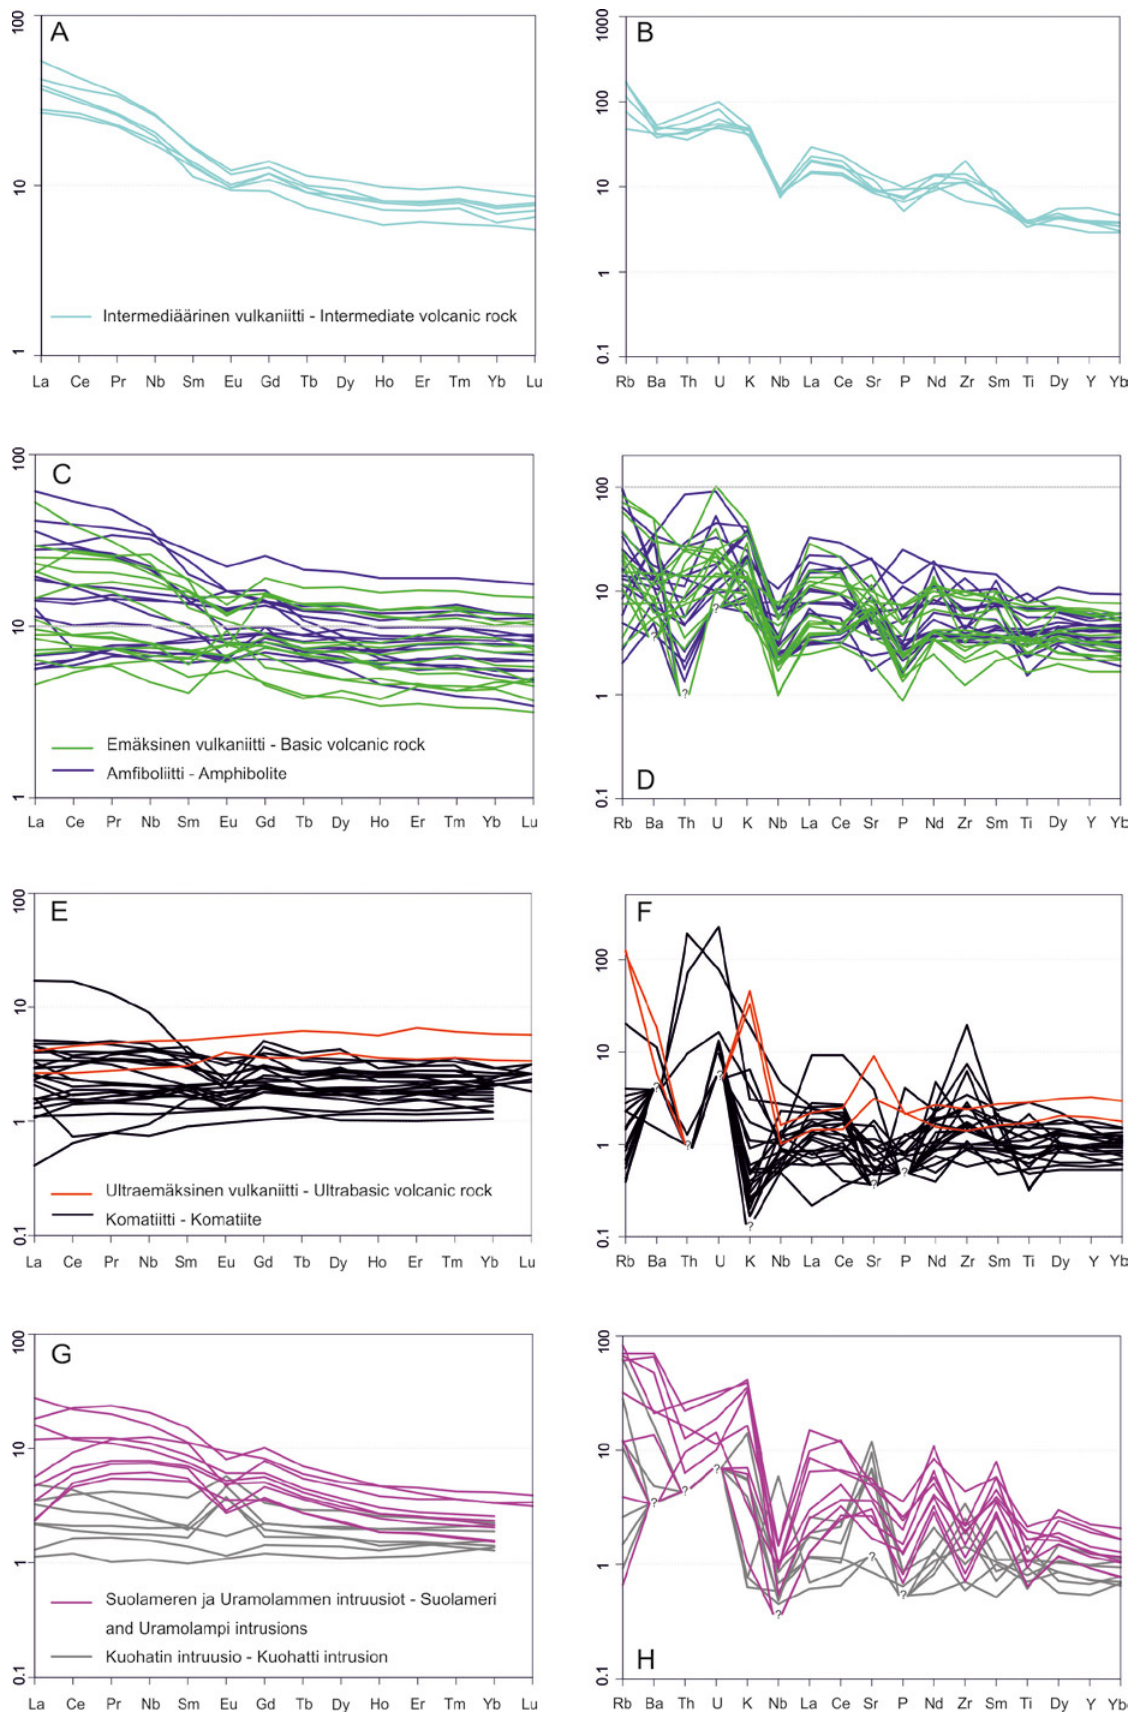 A
100
10
1
Intermediäärinen vulkaniitti - Intermediate volcanic rock
La Ce Pr Nb Sm Eu Gd Tb Dy Ho Er Tm Yb Lu
B
1000
100
10
1
0.1
Rb Ba Th U K Nb La Ce Sr P Nd Zr Sm Ti Dy Y Yb
C
100
10
1
Emäksinen vulkaniitti - Basic volcanic rock
Amfiboliitti - Amphibolite
La Ce Pr Nb Sm Eu Gd Tb Dy Ho Er Tm Yb Lu
100
10
1
0.1
? ? ?
D
Rb Ba Th U K Nb La Ce Sr P Nd Zr Sm Ti Dy Y Yb
E
100
10
1
0.1
Ultraemäksinen vulkaniitti - Ultrabasic volcanic rock
Komatiitti - Komatiite
La Ce Pr Nb Sm Eu Gd Tb Dy Ho Er Tm Yb Lu
F
100
10
1
0.1
? ? ? ? ? ?
Rb Ba Th U K Nb La Ce Sr P Nd Zr Sm Ti Dy Y Yb
G
100
10
1
0.1
Suolameren ja Uramolammen intruusiot - Suolameri
and Uramolampi intrusions
Kuohatin intruusio - Kuohatti intrusion
La Ce Pr Nb Sm Eu Gd Tb Dy Ho Er Tm Yb Lu
100
10
1
0.1
? ? ? ? ? ?
H
Rb Ba Th U K Nb La Ce Sr P Nd Zr Sm Ti Dy Y Yb